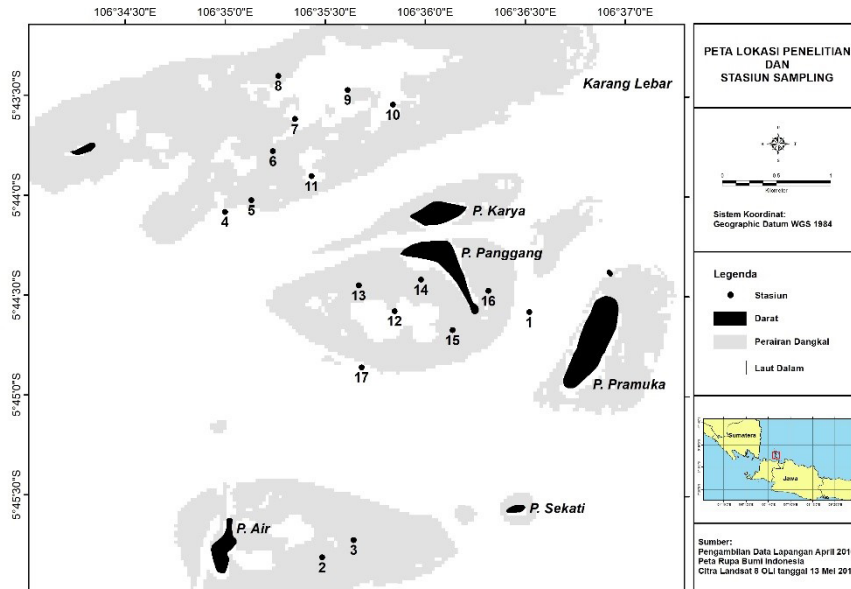 106°34'30"E 106°35'0"E 106°35'30"E 106°36'0"E 106°36'30"E 106°37'0"E
5°43'30"S
5°44'0"S
5°44'30"S
5°45'0"S
5°45'30"S
Karang Lebar
8
9
10
7
6
11
5
4
P. Karya
P. Panggang
14
13
16
12
1
15
17
P. Pramuka
P. Sekati
P. Air
3
2
PETA LOKASI PENELITIAN
DAN
STASIUN SAMPLING
0 0.5 1
Kilometer
Sistem Koordinat:
Geographic Datum WGS 1984
Legenda
Stasiun
Darat
Perairan Dangkal
Laut Dalam
Sumatera
Jawa
Sumber:
Pengambilan Data Lapangan April 201
Peta Rupa Bumi Indonesia
Citra Landsat 8 OLI tanggal 13 Mei 201